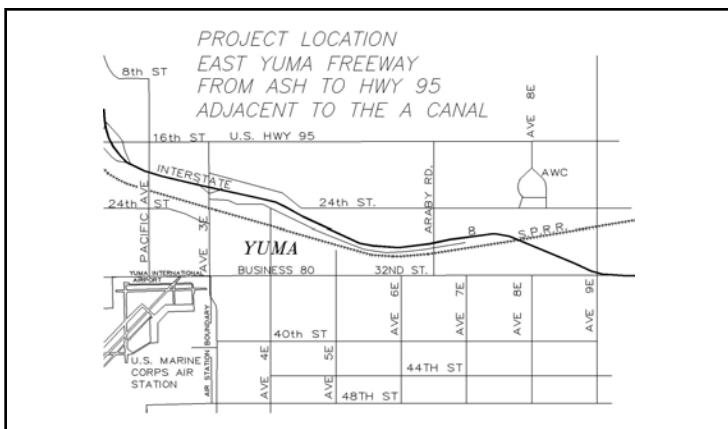 PROJECT LOCATION
EAST YUMA FREEWAY
FROM ASH TO HWY 95
ADJACENT TO THE A CANAL
8th ST
AVE 8E
16th ST
U.S. HWY 95
INTERSTATE
8
PACIFIC AVE
24th ST
AVE 3E
24th ST.
ARABY RD.
AWC
S.P.R.R.
YUMA
BUSINESS 80
32ND ST.
YUMA INTERNATIONAL
AIRPORT
AIR STATION BOUNDARY
U.S. MARINE
CORPS AIR
STATION
AVE 4E
AVE 5E
AVE 6E
AVE 7E
AVE 8E
AVE 9E
40th ST
44TH ST
48TH ST